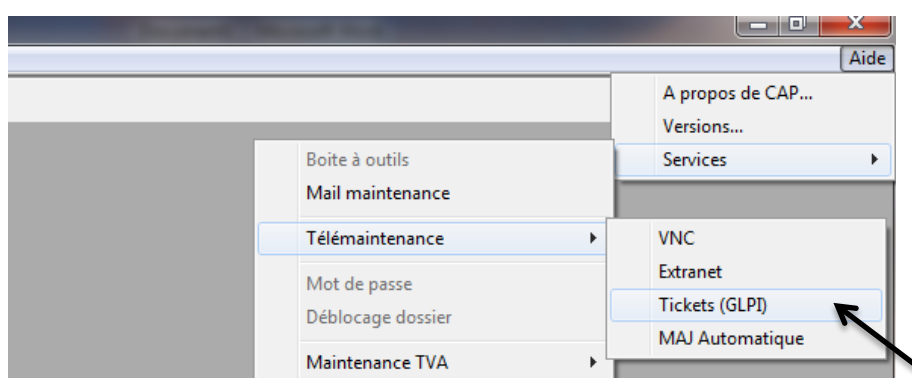 Aide
A propos de CAP...
Versions...
Services
Boite à outils
Mail maintenance
Télémaintenance
Mot de passe
Déblocage dossier
Maintenance TVA
VNC
Extranet
Tickets (GLPI)
MAJ Automatique